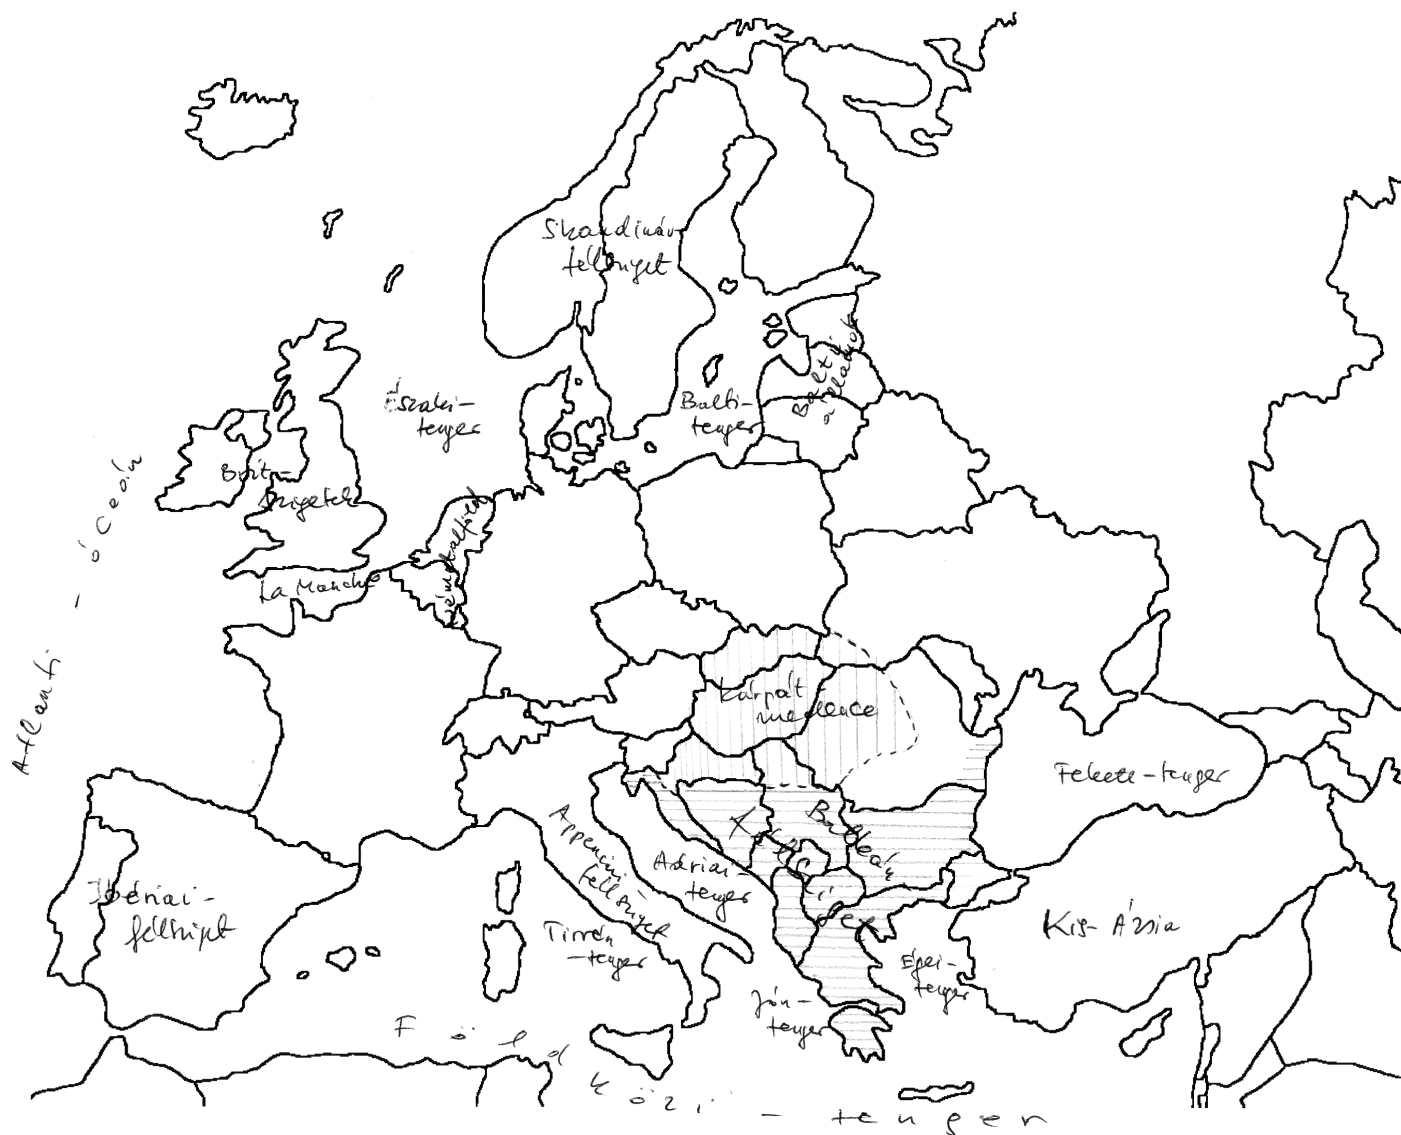 Skandináv
félsziget
Északi-
tenger
Balti-
tenger
Balti
államok
Brit-
szigetek
Atlanti - óceán
La Manche
Németalföld
Kárpát-
medence
Fekete-tenger
Balkán
félsziget
Appenini
félsziget
Adriai-
tenger
Ibériai-
félsziget
Tirrén
-tenger
Kis-Ázsia
Égei-
tenger
Jón-
tenger
Földközi-tenger